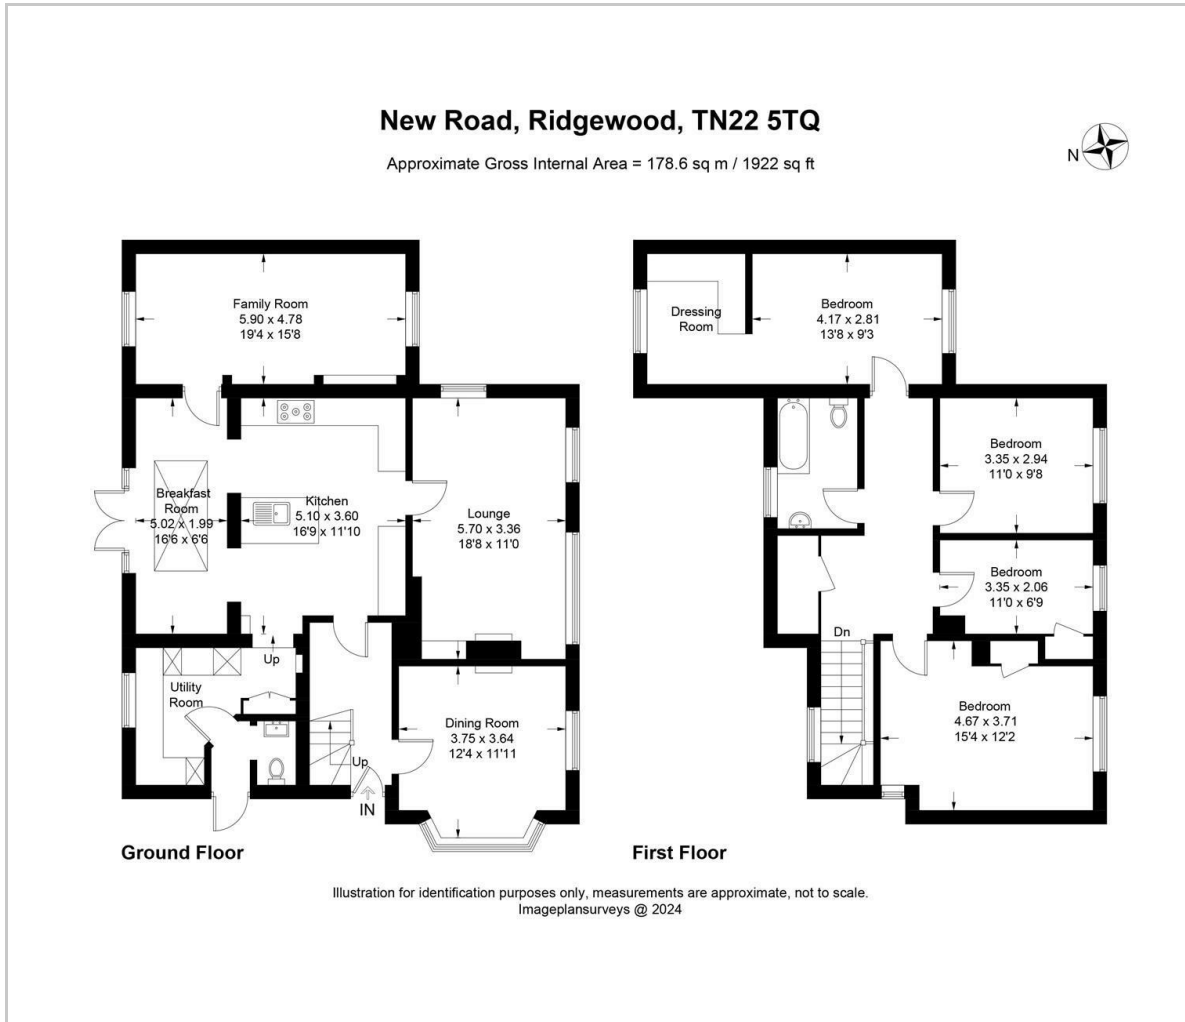 New Road, Ridgewood, TN22 5TQ
Approximate Gross Internal Area = 178.6 sq m / 1922 sq ft
N
Family Room
5.90 x 4.78
19'4 x 15'8
Breakfast
Room
5.02 x 1.99
16'6 x 6'6
Kitchen
5.10 x 3.60
16'9 x 11'10
Lounge
5.70 x 3.36
18'8 x 11'0
Up
Utility
Room
Dining Room
3.75 x 3.64
12'4 x 11'11
Up
IN
Ground Floor
Dressing
Room
Bedroom
4.17 x 2.81
13'8 x 9'3
Bedroom
3.35 x 2.94
11'0 x 9'8
Bedroom
3.35 x 2.06
11'0 x 6'9
Dn
Bedroom
4.67 x 3.71
15'4 x 12'2
First Floor
Illustration for identification purposes only, measurements are approximate, not to scale.
Imageplansurveys @ 2024